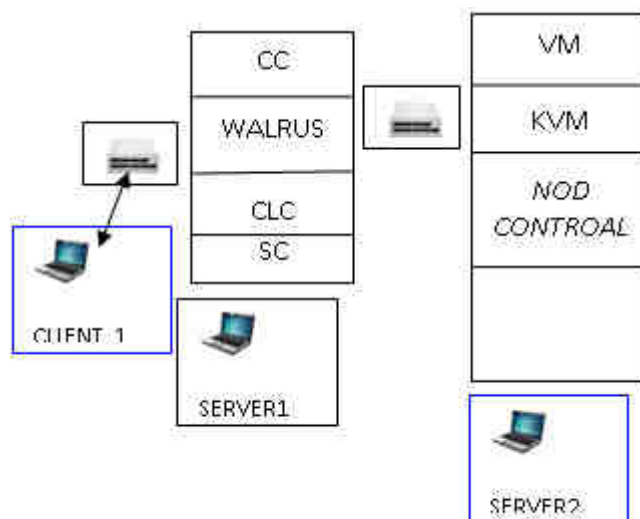 CC
WALRUS
CLC
SC
VM
KVM
NOD
CONTROAL
CLIENT 1
SERVER1
SERVER2